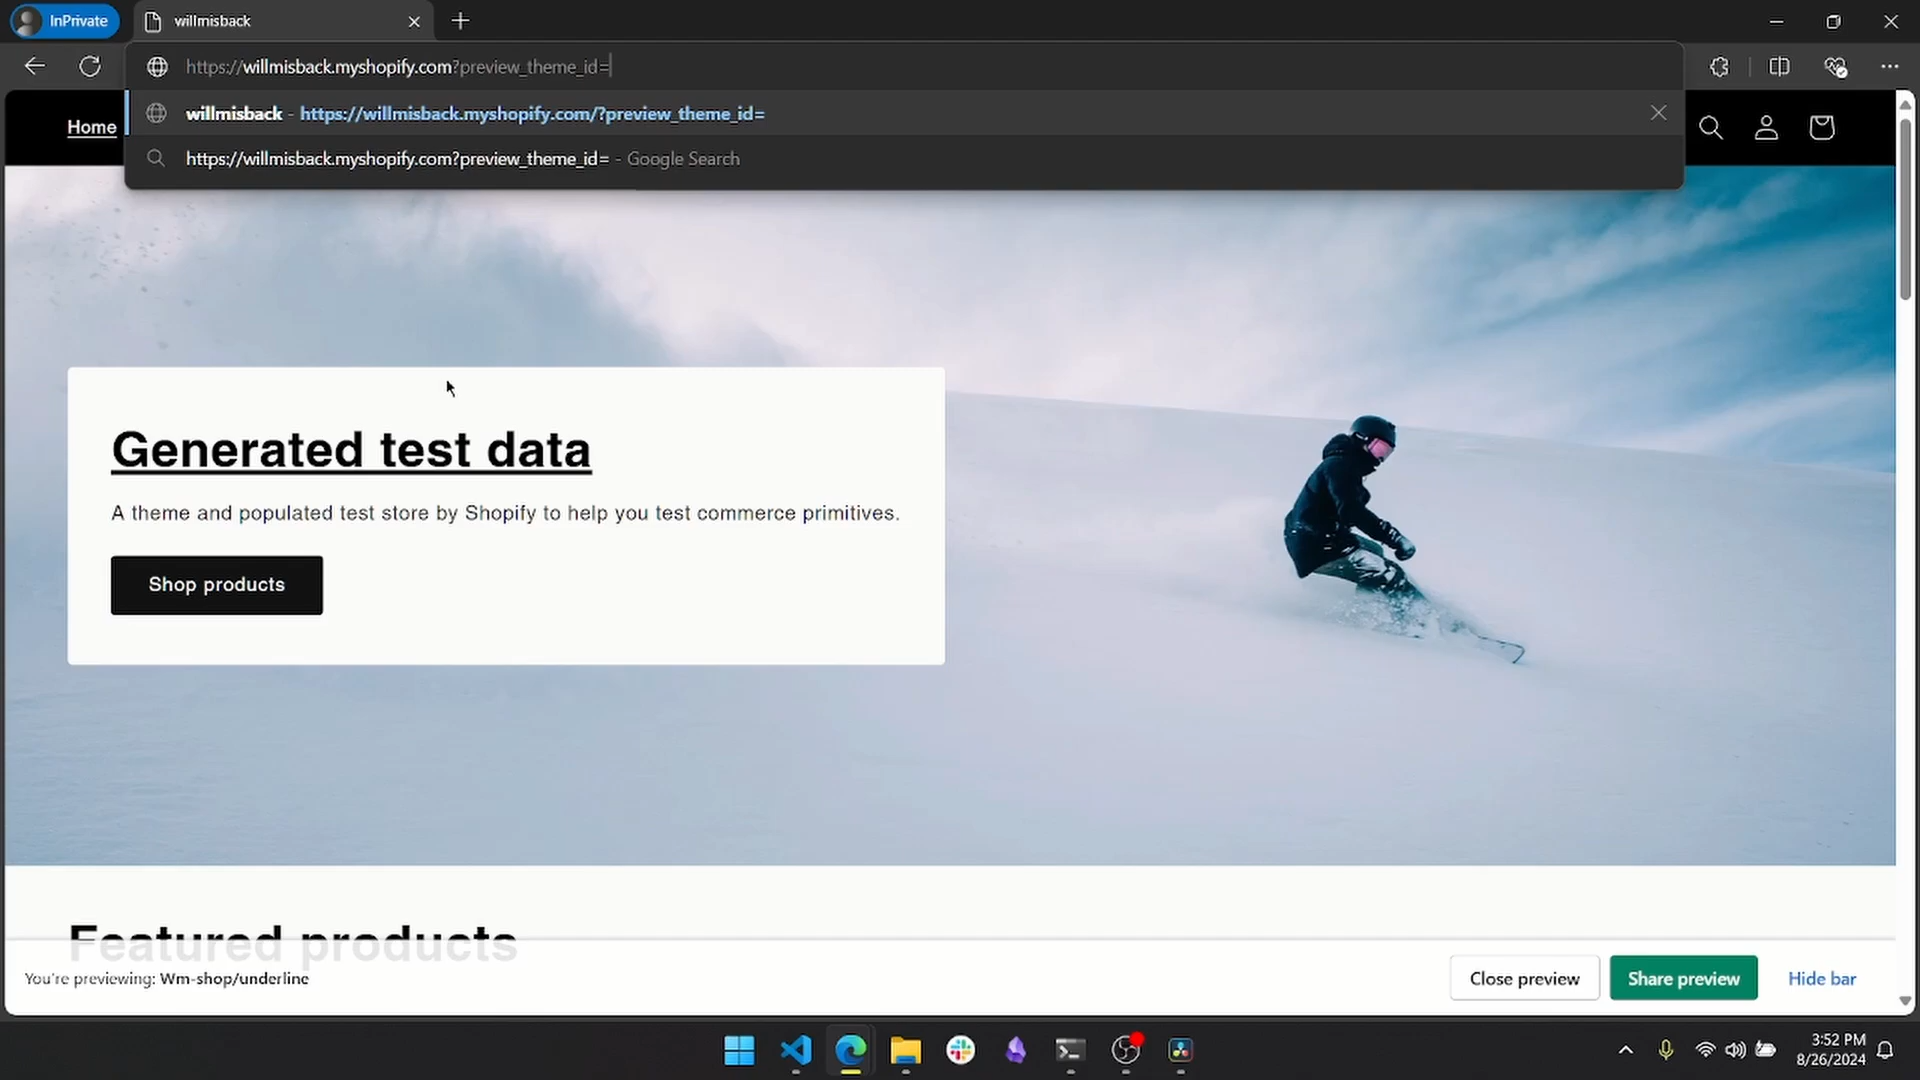 InPrivate
willmisback
https://willmisback.myshopify.com?preview_theme_id=
willmisback - https://willmisback.myshopify.com/?preview_theme_id=
https://willmisback.myshopify.com?preview_theme_id= - Google Search
Home
Generated test data
A theme and populated test store by Shopify to help you test commerce primitives.
Shop products
Featured products
You're previewing: Wm-shop/underline
Close preview
Share preview
Hide bar
3:52 PM
8/26/2024